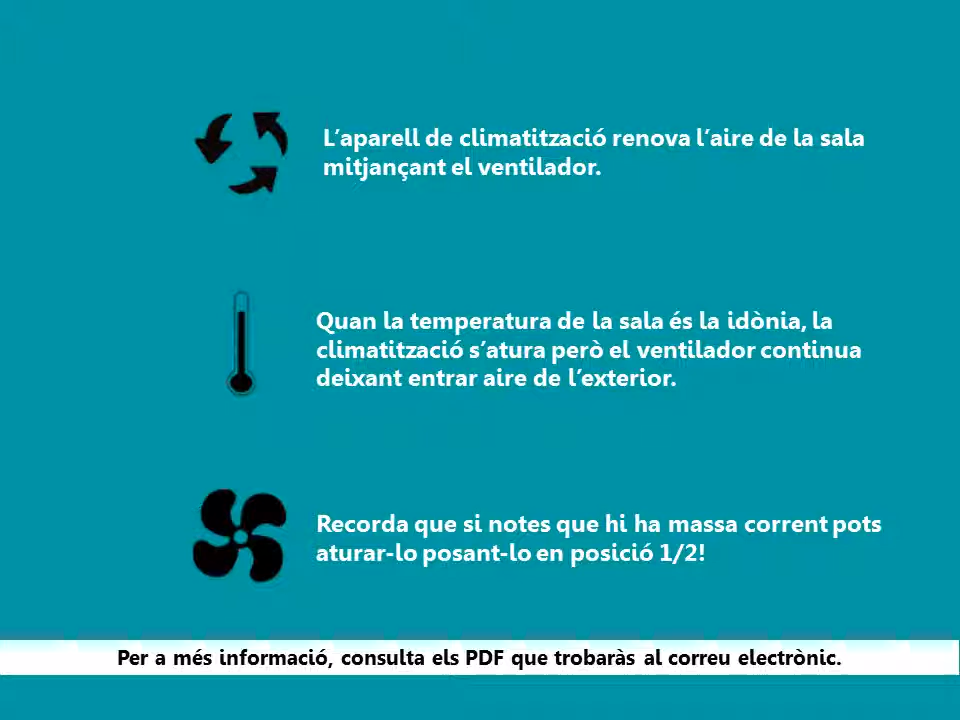 L’aparell de climatització renova l’aire de la sala
mitjançant el ventilador.
Quan la temperatura de la sala és la idònia, la
climatització s’atura però el ventilador continua
deixant entrar aire de l’exterior.
Recorda que si notes que hi ha massa corrent pots
aturar-lo posant-lo en posició 1/2!
Per a més informació, consulta els PDF que trobaràs al correu electrònic.